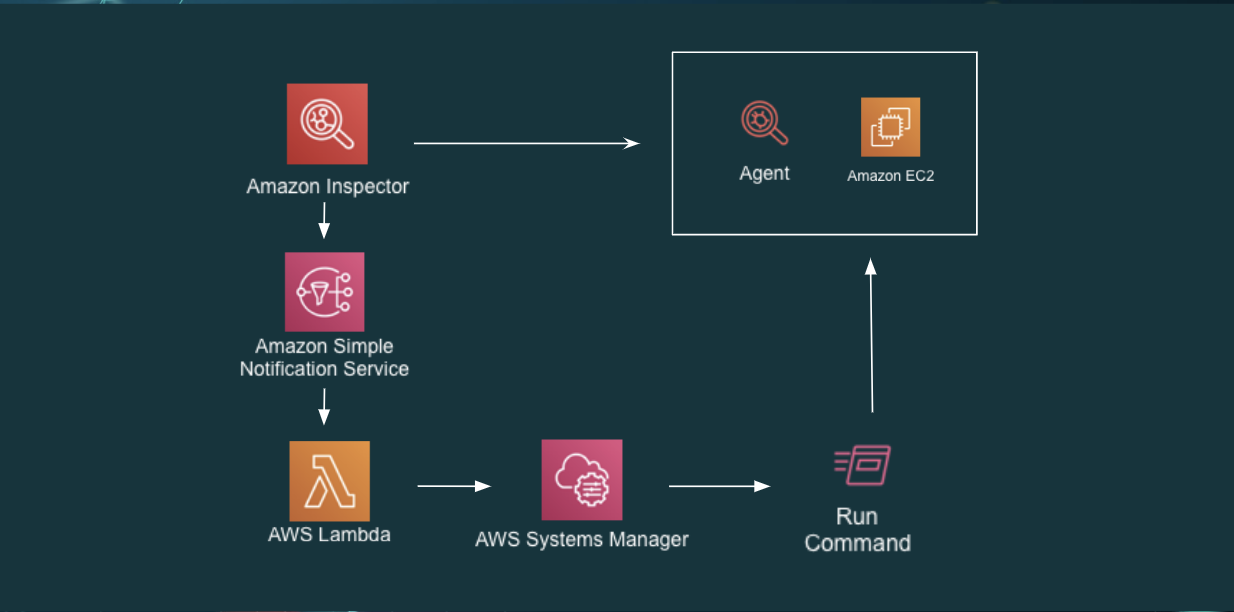 Agent
Amazon EC2
Amazon Inspector
Amazon Simple
Notification Service
AWS Lambda
AWS Systems Manager
Run
Command